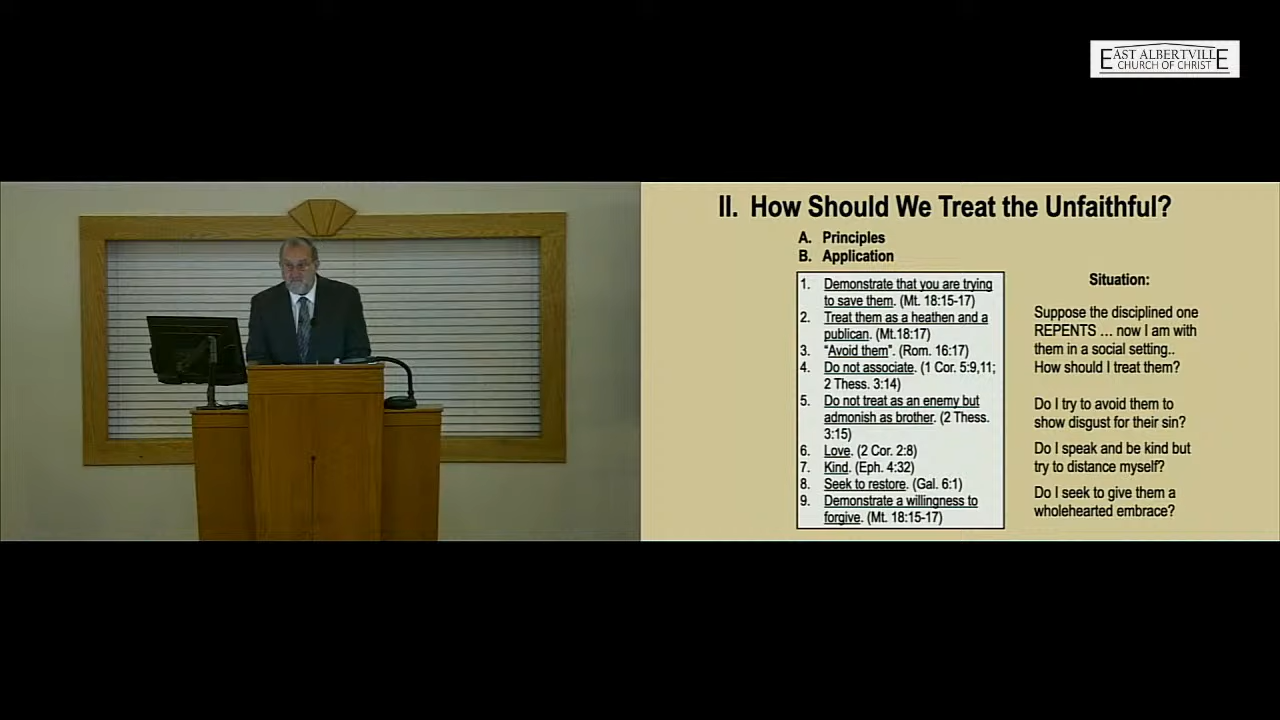 EAST ALBERTVILLE
CHURCH OF CHRIST
II. How Should We Treat the Unfaithful?
A. Principles
B. Application
1. Demonstrate that you are trying
to save them. (Mt. 18:15-17)
2. Treat them as a heathen and a
publican. (Mt.18:17)
3. “Avoid them”. (Rom. 16:17)
4. Do not associate. (1 Cor. 5:9,11;
2 Thess. 3:14)
5. Do not treat as an enemy but
admonish as brother. (2 Thess.
3:15)
6. Love. (2 Cor. 2:8)
7. Kind. (Eph. 4:32)
8. Seek to restore. (Gal. 6:1)
9. Demonstrate a willingness to
forgive. (Mt. 18:15-17)
Situation:
Suppose the disciplined one
REPENTS ... now I am with
them in a social setting..
How should I treat them?
Do I try to avoid them to
show disgust for their sin?
Do I speak and be kind but
try to distance myself?
Do I seek to give them a
wholehearted embrace?